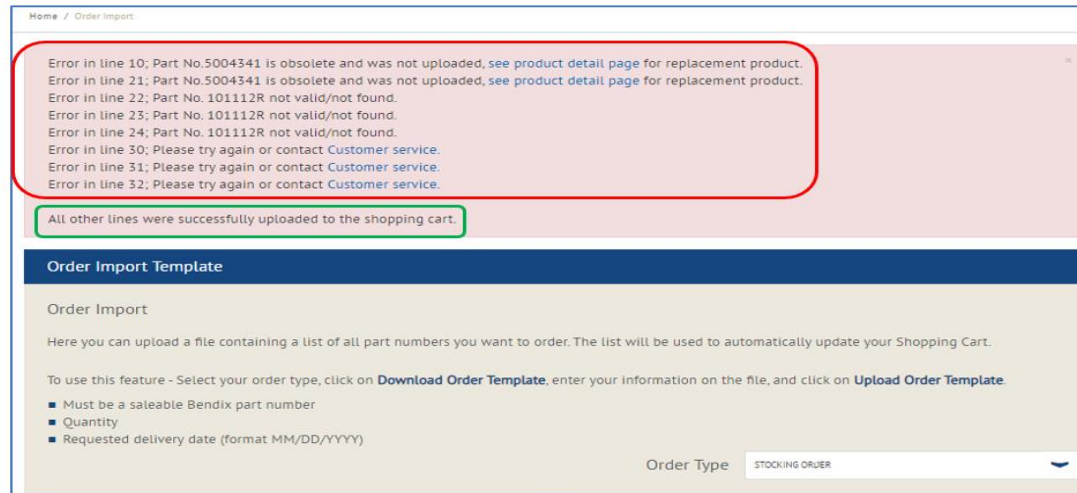 Home / Order Import
Error in line 10; Part No.5004341 is obsolete and was not uploaded, see product detail page for replacement product.
Error in line 21; Part No.5004341 is obsolete and was not uploaded, see product detail page for replacement product.
Error in line 22; Part No. 101112R not valid/not found.
Error in line 23; Part No. 101112R not valid/not found.
Error in line 24; Part No. 101112R not valid/not found.
Error in line 30; Please try again or contact Customer service.
Error in line 31; Please try again or contact Customer service.
Error in line 32; Please try again or contact Customer service.
All other lines were successfully uploaded to the shopping cart.
Order Import Template
Order Import
Here you can upload a file containing a list of all part numbers you want to order. The list will be used to automatically update your Shopping Cart.
To use this feature - Select your order type, click on Download Order Template, enter your information on the file, and click on Upload Order Template.
■ Must be a saleable Bendix part number
■ Quantity
■ Requested delivery date (format MM/DD/YYYY)
Order Type STOCKING ORDER